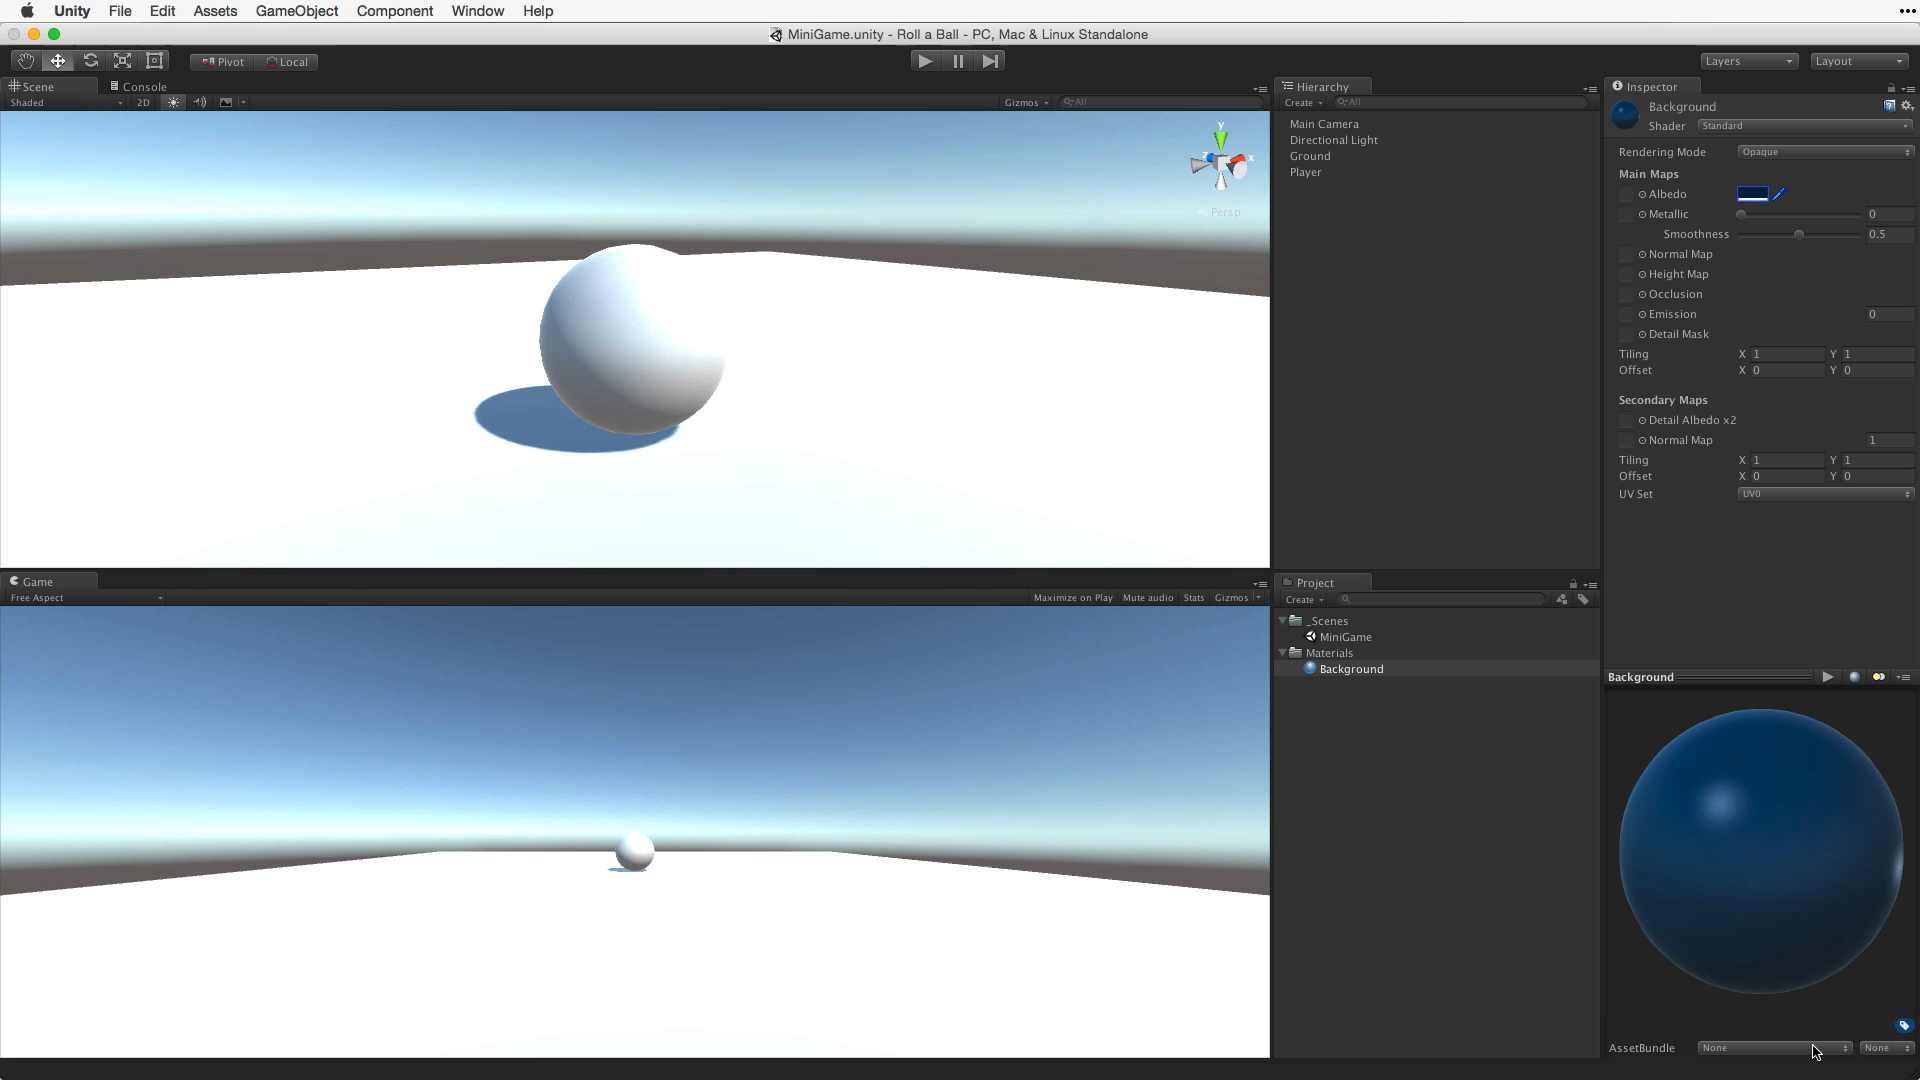 Unity File Edit Assets GameObject Component Window Help
MiniGame.unity - Roll a Ball - PC, Mac & Linux Standalone
Pivot Local
Layers Layout
Scene Console
Shaded 2D Gizmos All
y
z x
Persp
Hierarchy
Create All
Main Camera
Directional Light
Ground
Player
Inspector
Background
Shader Standard
Rendering Mode Opaque
Main Maps
Albedo
Metallic 0
Smoothness 0.5
Normal Map
Height Map
Occlusion
Emission 0
Detail Mask
Tiling X 1 Y 1
Offset X 0 Y 0
Secondary Maps
Detail Albedo x2
Normal Map 1
Tiling X 1 Y 1
Offset X 0 Y 0
UV Set UV0
Game
Free Aspect Maximize on Play Mute audio Stats Gizmos
Project
Create
_Scenes
MiniGame
Materials
Background
Background
AssetBundle None None